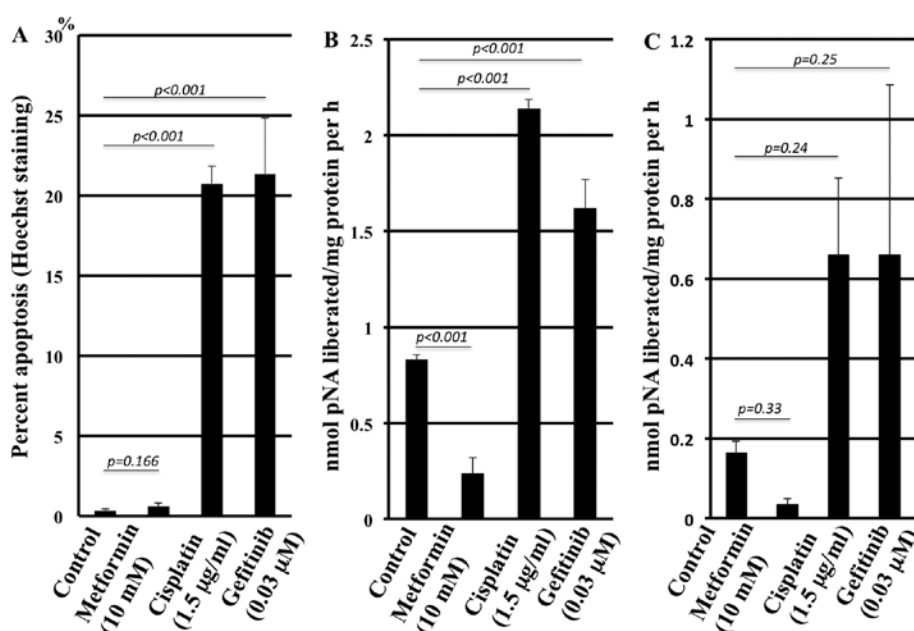 A
%
30
25
20
15
10
5
0
Percent apoptosis (Hoechst staining)
p<0.001
p<0.001
p=0.166
Control
Metformin
(10 mM)
Cisplatin
(1.5 µg/ml)
Gefitinib
(0.03 µM)
B
2.5
2
1.5
1
0.5
0
nmol pNA liberated/mg protein per h
p<0.001
p<0.001
p<0.001
Control
Metformin
(10 mM)
Cisplatin
(1.5 µg/ml)
Gefitinib
(0.03 µM)
C
1.2
1
0.8
0.6
0.4
0.2
0
nmol pNA liberated/mg protein per h
p=0.25
p=0.24
p=0.33
Control
Metformin
(10 mM)
Cisplatin
(1.5 µg/ml)
Gefitinib
(0.03 µM)